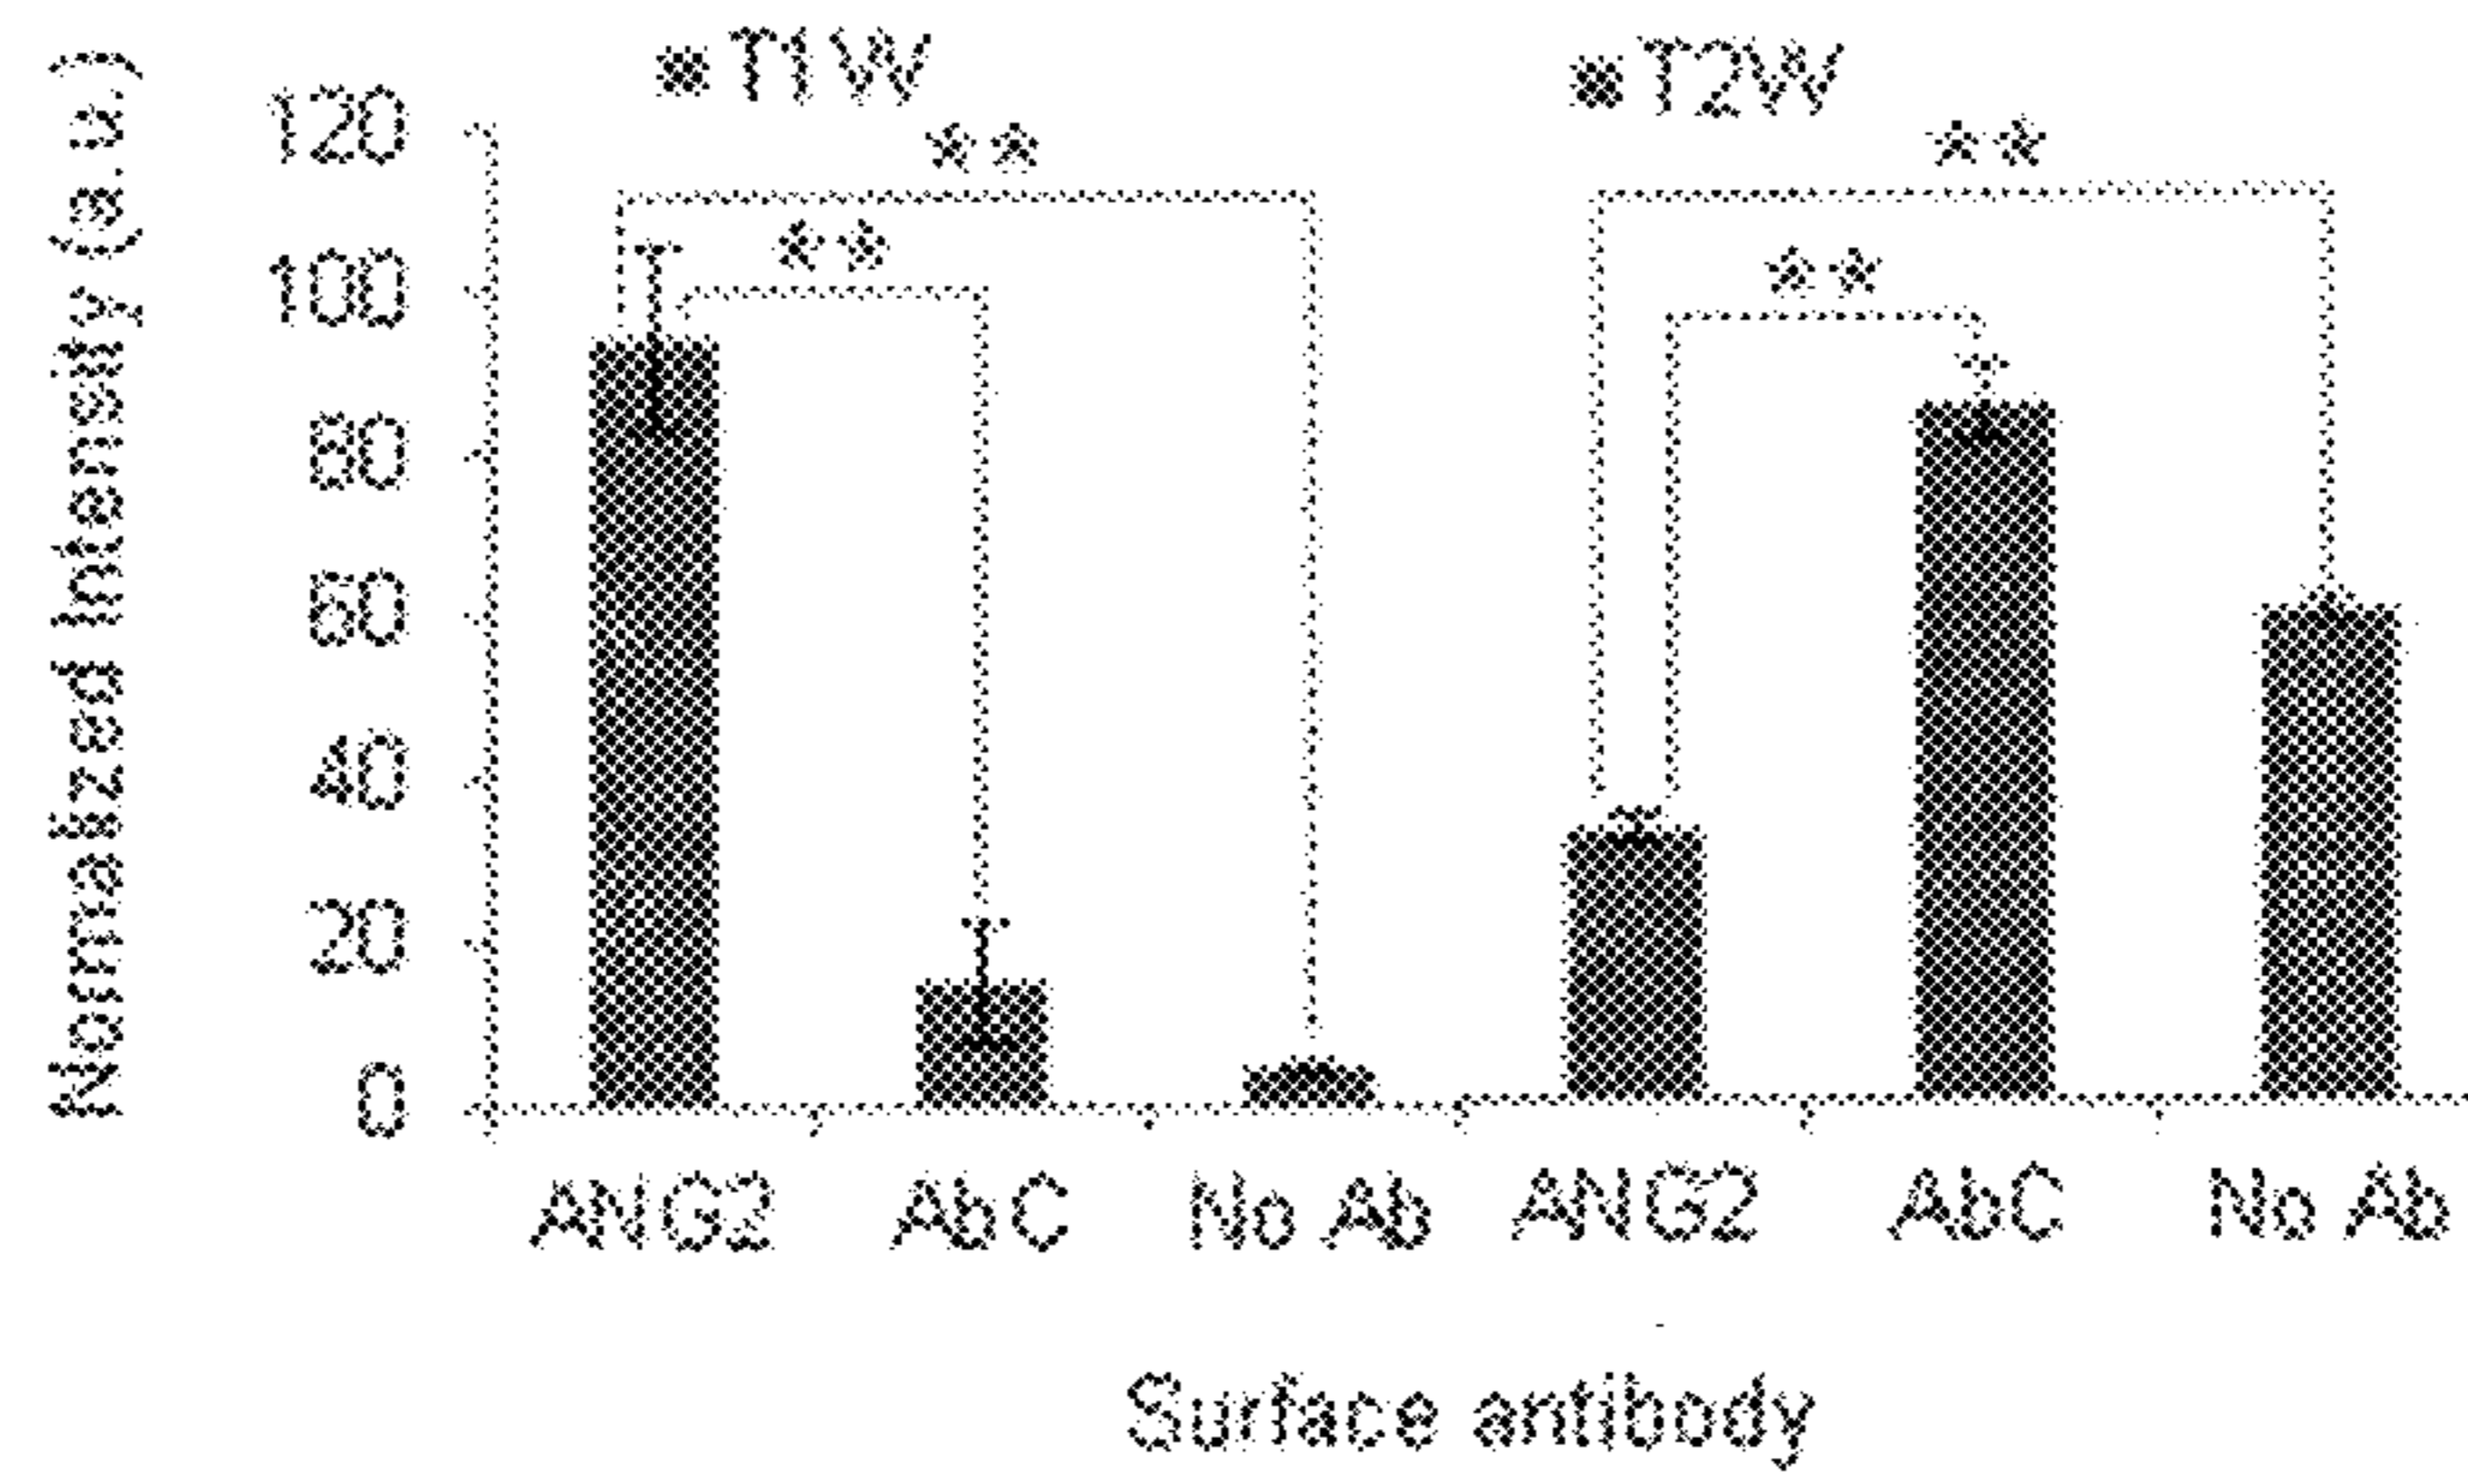 Normalized Intensity (a.u.)
T1W
T2W
**
**
**
**
120
100
80
60
40
20
0
ANG2 AbC No Ab ANG2 AbC No Ab
Surface antibody